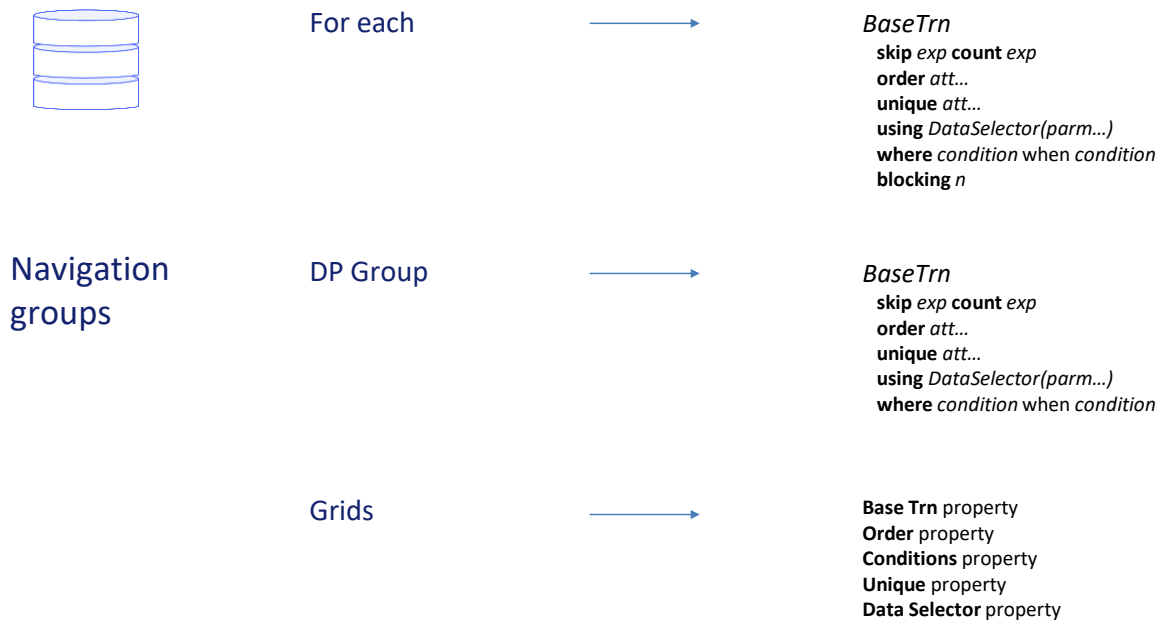 For each
BaseTrn
skip exp count exp
order att…
unique att…
using DataSelector(parm…)
where condition when condition
blocking n
Navigation
groups
DP Group
BaseTrn
skip exp count exp
order att…
unique att…
using DataSelector(parm…)
where condition when condition
Grids
Base Trn property
Order property
Conditions property
Unique property
Data Selector property